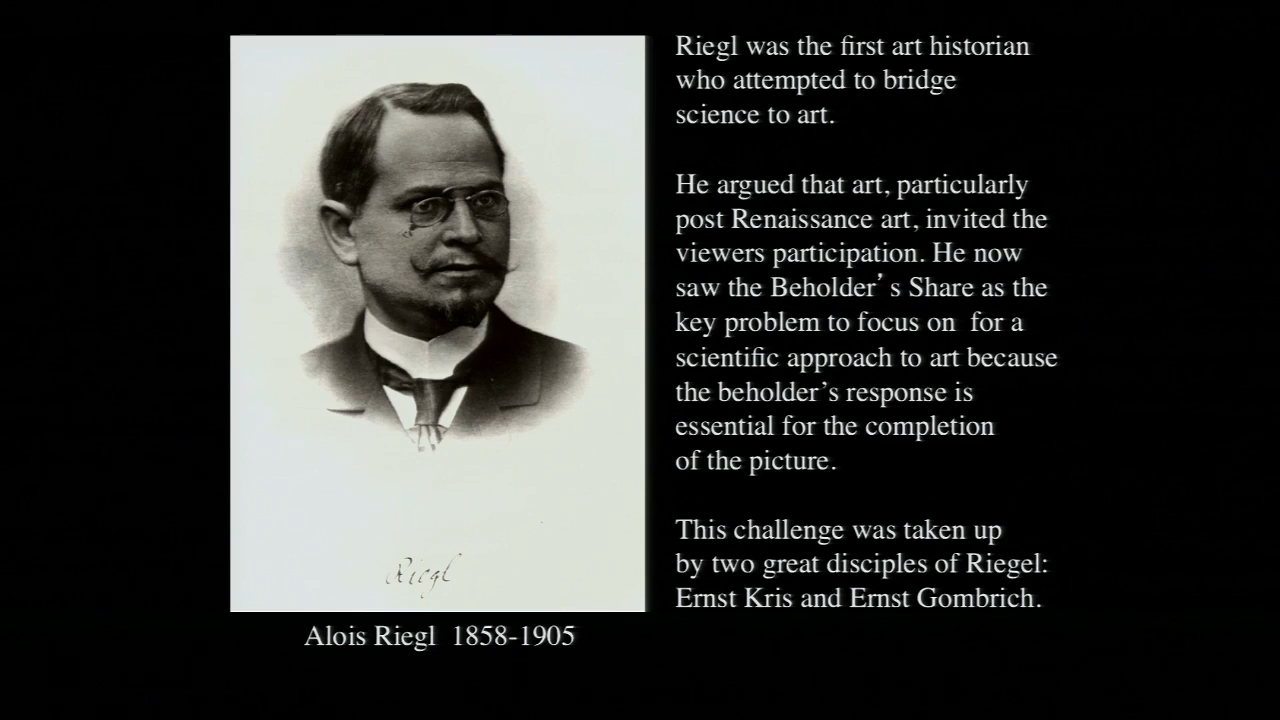 Riegl was the first art historian
who attempted to bridge
science to art.
He argued that art, particularly
post Renaissance art, invited the
viewers participation. He now
saw the Beholder’ s Share as the
key problem to focus on  for a
scientific approach to art because
the beholder’s response is
essential for the completion
of the picture.
This challenge was taken up
by two great disciples of Riegel:
Ernst Kris and Ernst Gombrich.
Riegl
Alois Riegl  1858-1905